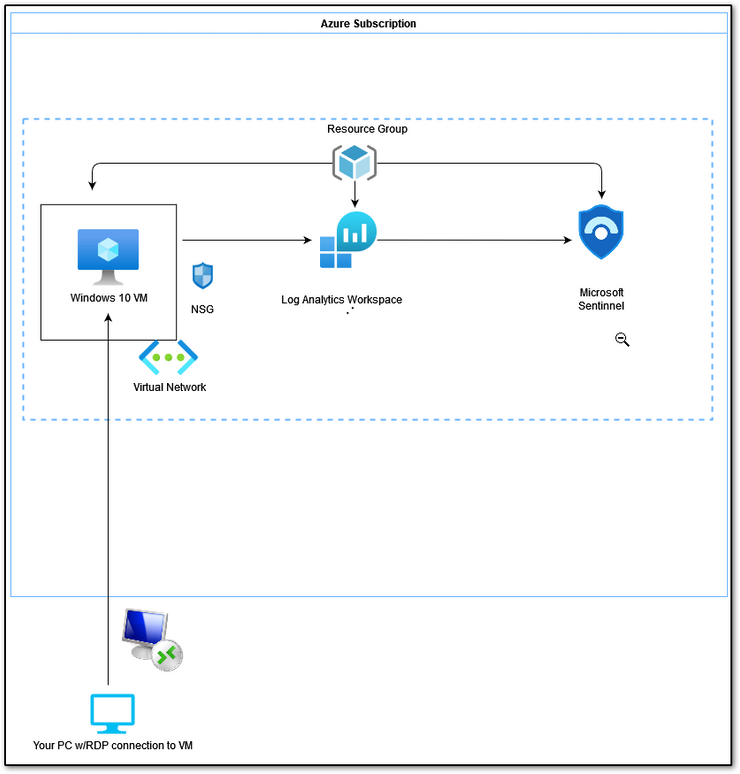 Azure Subscription
Resource Group
Windows 10 VM
NSG
Log Analytics Workspace
Microsoft
Sentinnel
Virtual Network
Your PC w/RDP connection to VM